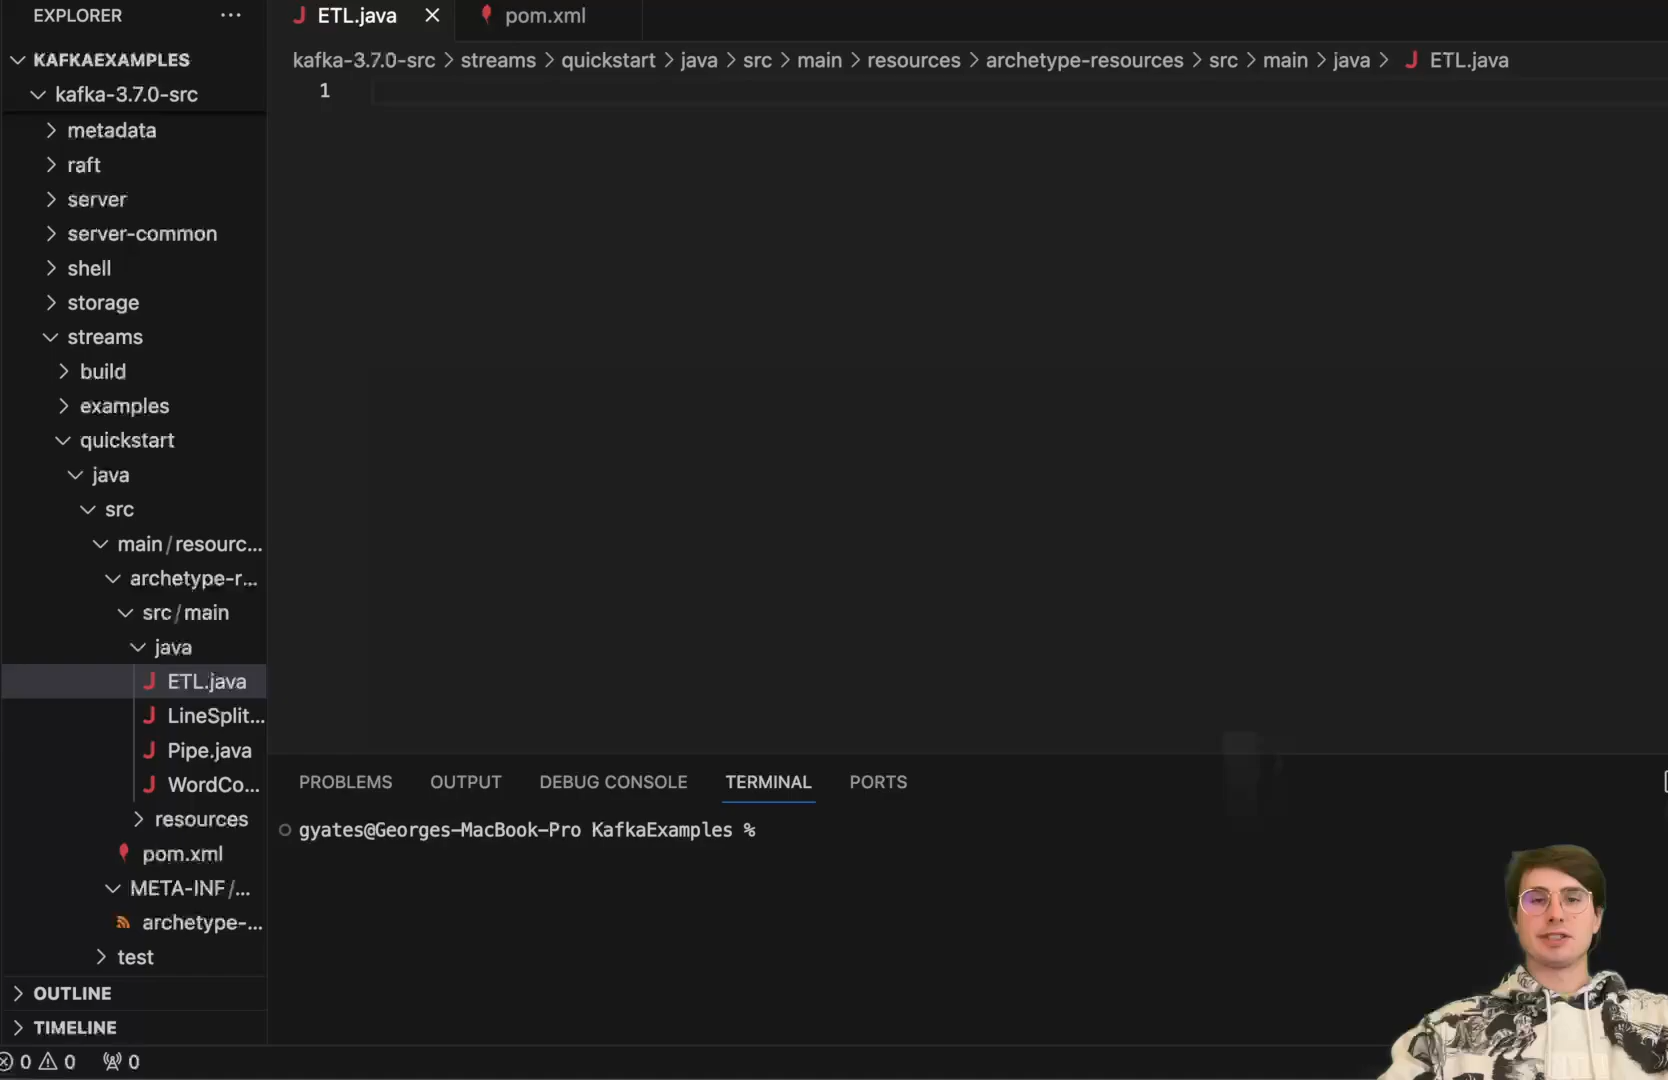 EXPLORER ...
KAFKAEXAMPLES
kafka-3.7.0-src
metadata
raft
server
server-common
shell
storage
streams
build
examples
quickstart
java
src
main/resourc...
archetype-r...
src/main
java
J ETL.java
J LineSplit...
J Pipe.java
J WordCo...
resources
pom.xml
META-INF/...
archetype-...
test
OUTLINE
TIMELINE
0 0 0
J ETL.java
pom.xml
kafka-3.7.0-src > streams > quickstart > java > src > main > resources > archetype-resources > src > main > java > J ETL.java
1
PROBLEMS OUTPUT DEBUG CONSOLE TERMINAL PORTS
gyates@Georges-MacBook-Pro KafkaExamples %